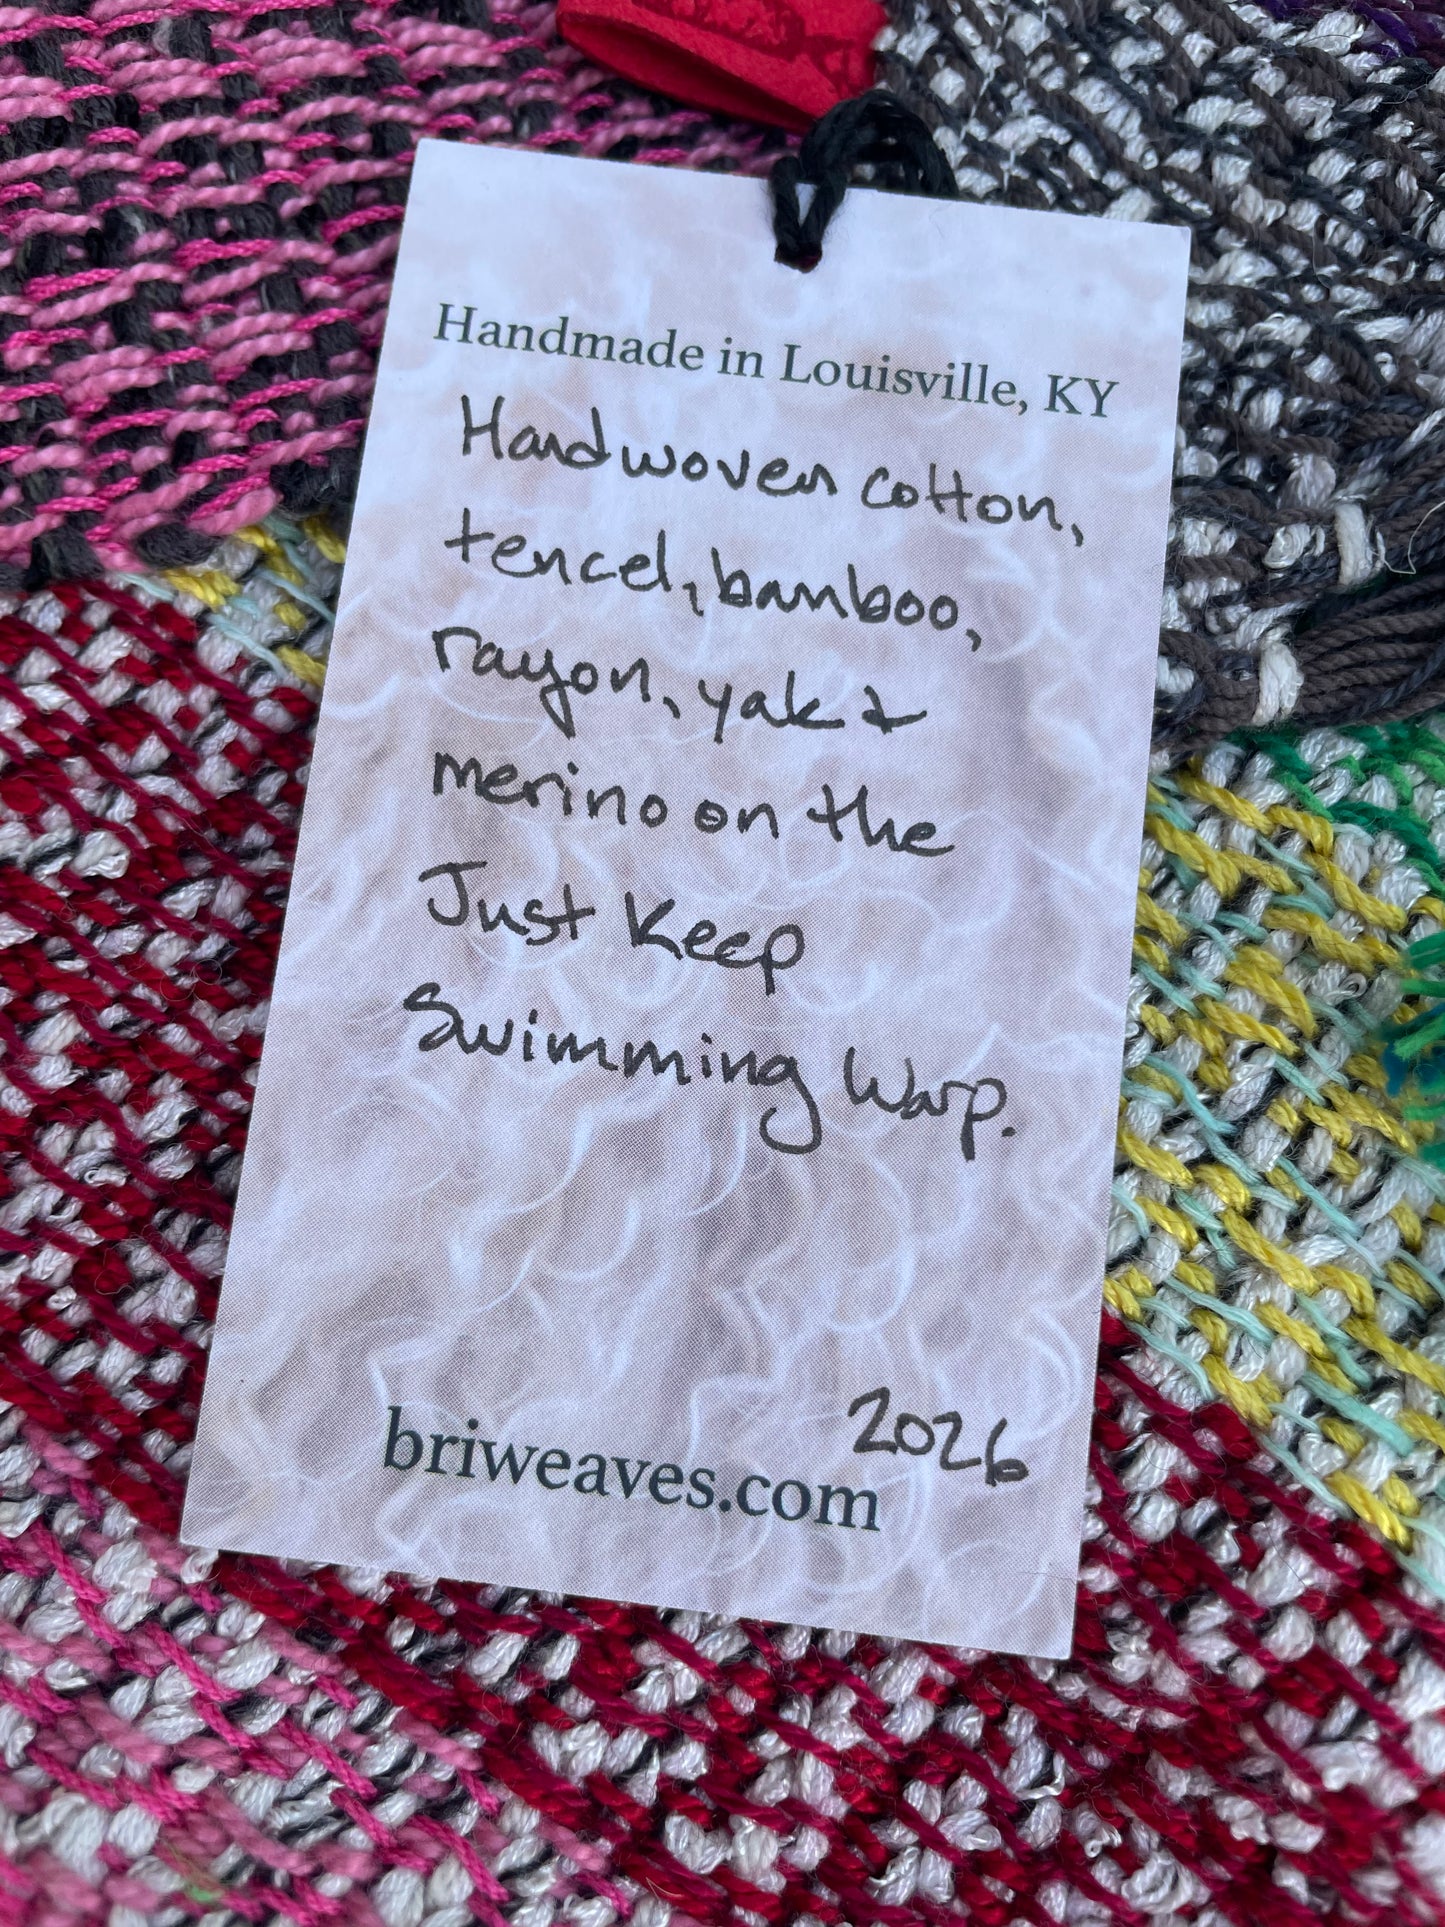 Handmade in Louisville, KY
Handwoven cotton,
tencel, bamboo,
rayon, yak &
merino on the
Just Keep
Swimming Warp.
2026
briweaves.com